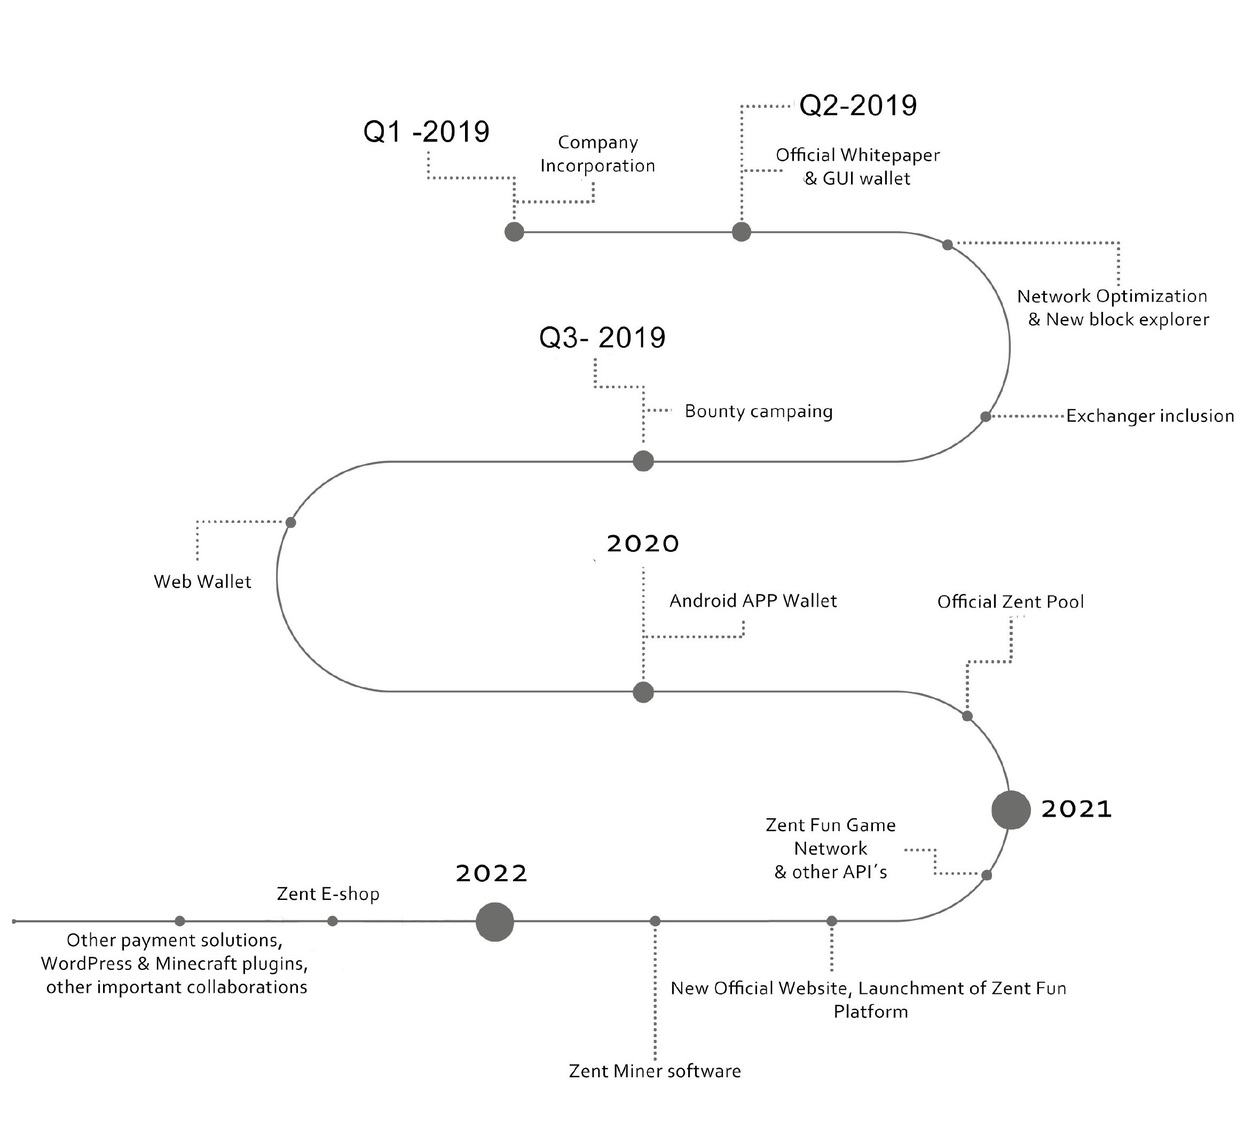 Q1 -2019
Company
Incorporation
Q2-2019
Official Whitepaper
& GUI wallet
Network Optimization
& New block explorer
Exchanger inclusion
Q3- 2019
Bounty campaing
Web Wallet
2020
Android APP Wallet
Official Zent Pool
2021
Zent Fun Game
Network
& other API´s
New Official Website, Launchment of Zent Fun
Platform
Zent Miner software
2022
Zent E-shop
Other payment solutions,
WordPress & Minecraft plugins,
other important collaborations